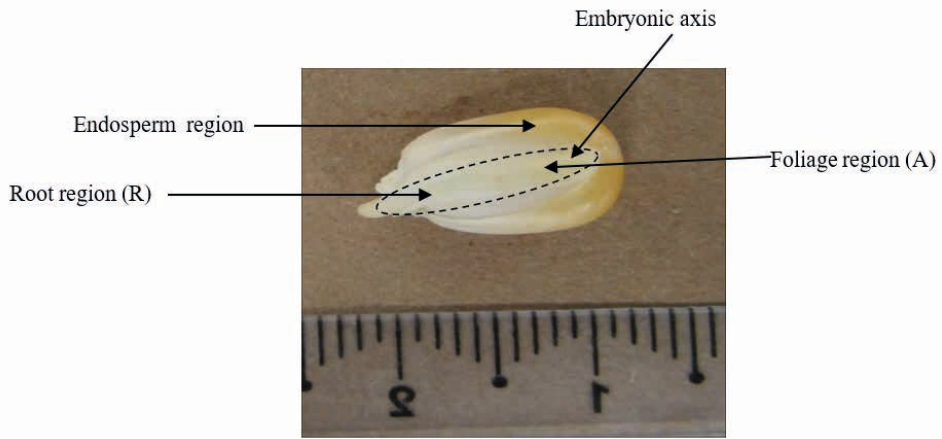 Embryonic axis
Endosperm region
Foliage region (A)
Root region (R)
2 1